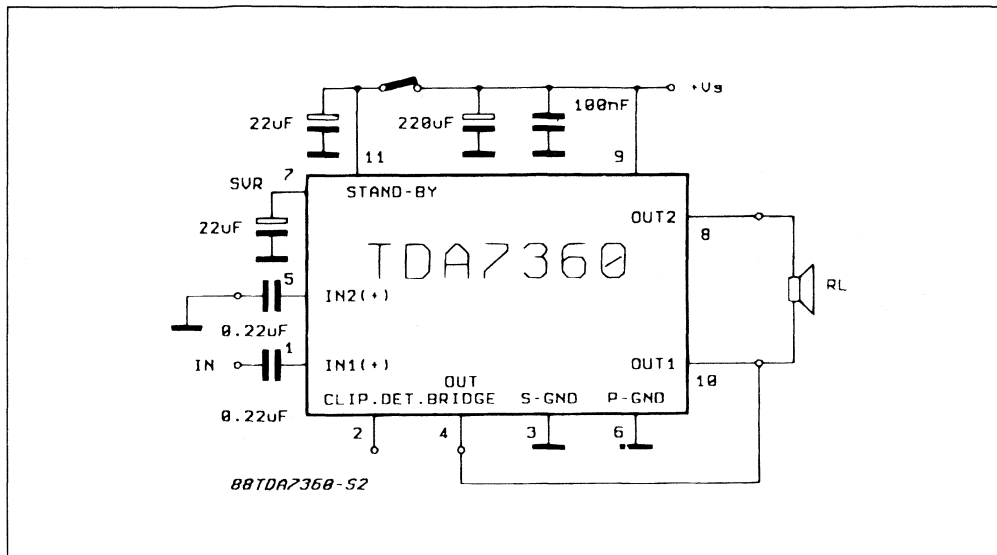 +Vs
22uF
220uF
100nF
11
9
7
SVR
STAND-BY
22uF
OUT2
8
TDA7360
5
IN2(+)
RL
0.22uF
1
IN
IN1(+)
OUT1
10
OUT
CLIP.DET.BRIDGE
S-GND
P-GND
0.22uF
2
4
3
6
88TDA7360-S2